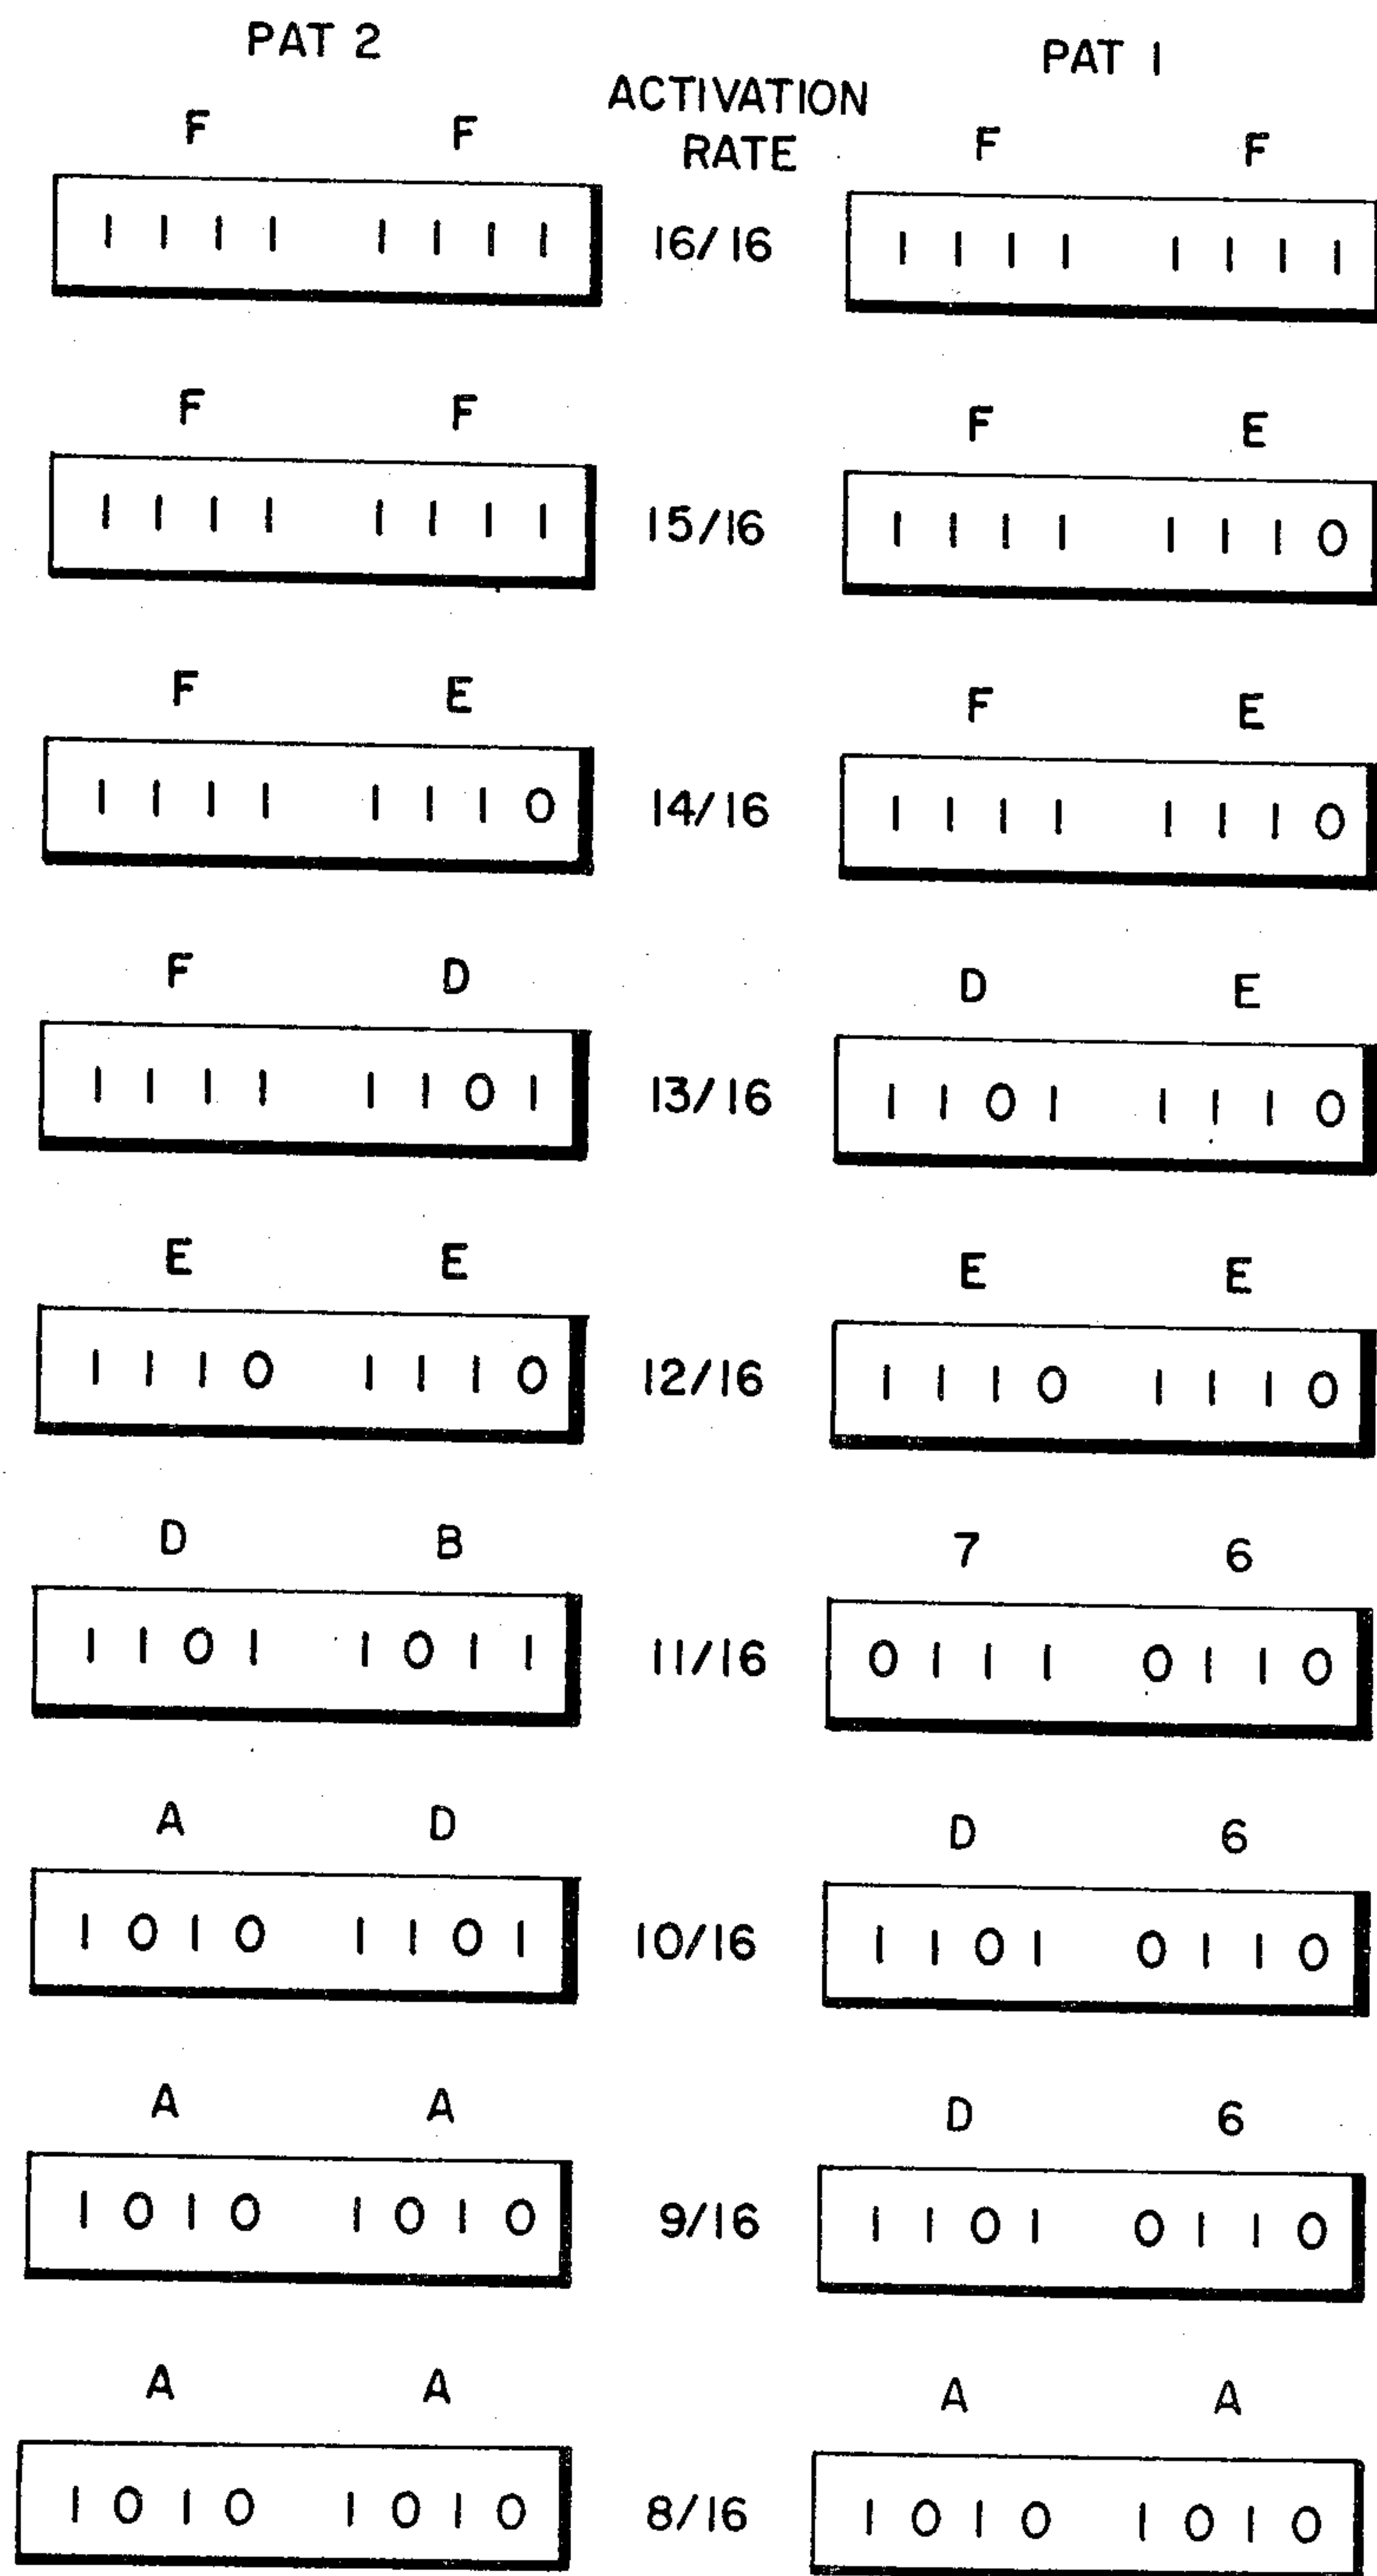 PAT 2 PAT 1
ACTIVATION
RATE
F F F F
1 1 1 1 1 1 1 1 16/16 1 1 1 1 1 1 1 1
F F F E
1 1 1 1 1 1 1 1 15/16 1 1 1 1 1 1 1 0
F E F E
1 1 1 1 1 1 1 0 14/16 1 1 1 1 1 1 1 0
F D D E
1 1 1 1 1 1 0 1 13/16 1 1 0 1 1 1 1 0
E E E E
1 1 1 0 1 1 1 0 12/16 1 1 1 0 1 1 1 0
D B 7 6
1 1 0 1 1 0 1 1 11/16 0 1 1 1 0 1 1 0
A D D 6
1 0 1 0 1 1 0 1 10/16 1 1 0 1 0 1 1 0
A A D 6
1 0 1 0 1 0 1 0 9/16 1 1 0 1 0 1 1 0
A A A A
1 0 1 0 1 0 1 0 8/16 1 0 1 0 1 0 1 0